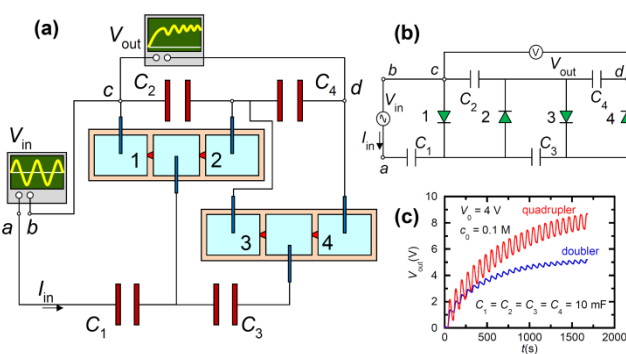 (a)
V_out
V_in
C_2
C_4
c
d
1
2
3
4
a
b
I_in
C_1
C_3
(b)
V
b
c
V_out
d
C_2
C_4
V_in
1
2
3
4
I_in
C_1
C_3
a
(c)
V_0 = 4 V
quadrupler
c_0 = 0.1 M
doubler
C_1 = C_2 = C_3 = C_4 = 10 mF
V_out(V)
10
8
6
4
2
0
0
500
1000
1500
2000
t(s)